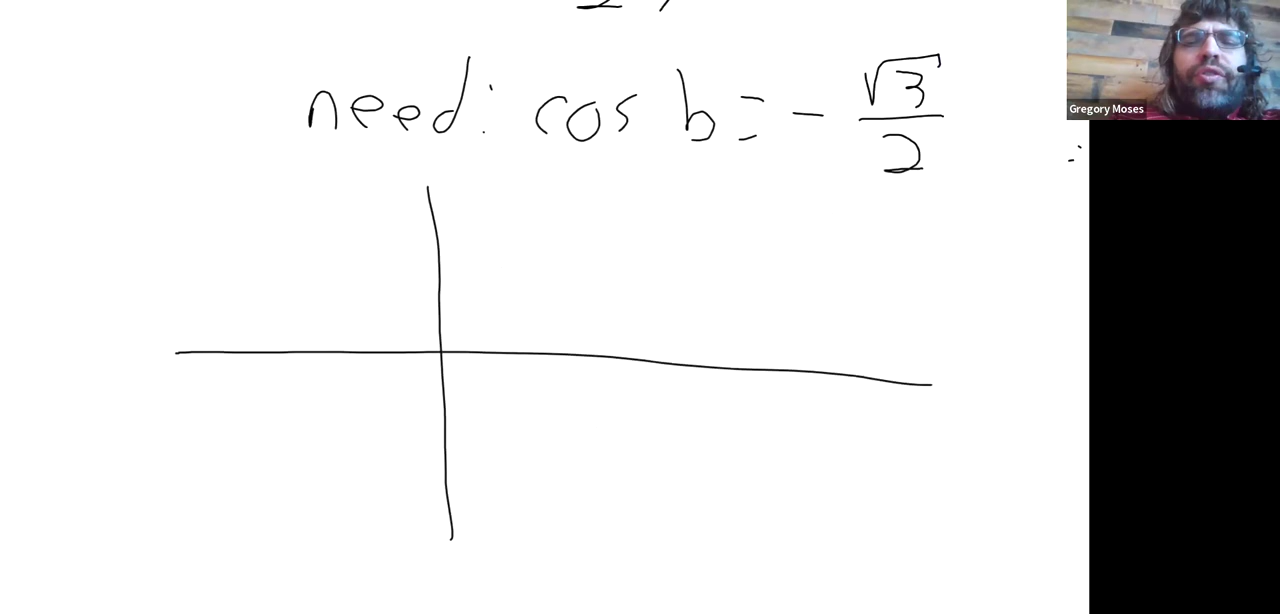 need: cos b = - √3/2
Gregory Moses